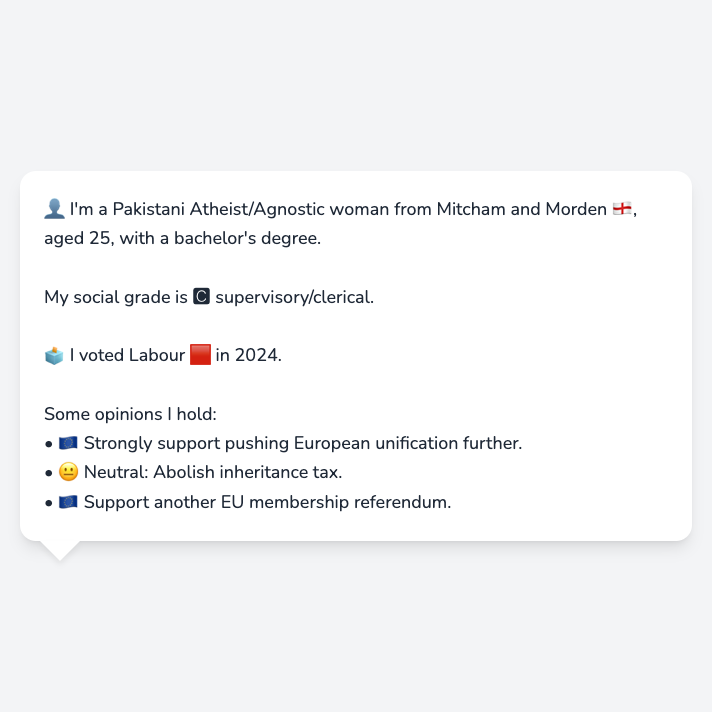 👤 I'm a Pakistani Atheist/Agnostic woman from Mitcham and Morden 🏴󠁧󠁢󠁥󠁮󠁧󠁿,
aged 25, with a bachelor's degree.
My social grade is 🅲 supervisory/clerical.
🗳️ I voted Labour 🟥 in 2024.
Some opinions I hold:
• 🇪🇺 Strongly support pushing European unification further.
• 😐 Neutral: Abolish inheritance tax.
• 🇪🇺 Support another EU membership referendum.